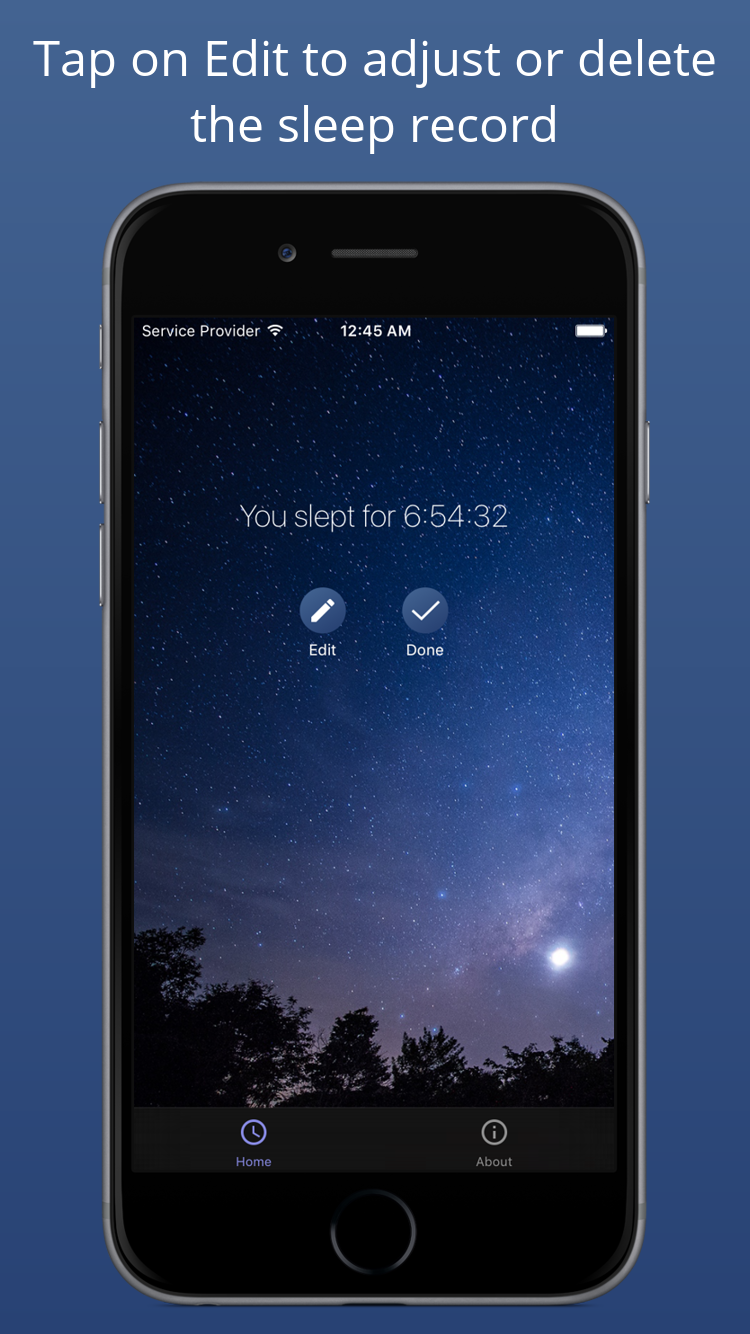 Tap on Edit to adjust or delete
the sleep record
Service Provider 12:45 AM
You slept for 6:54:32
Edit Done
Home About